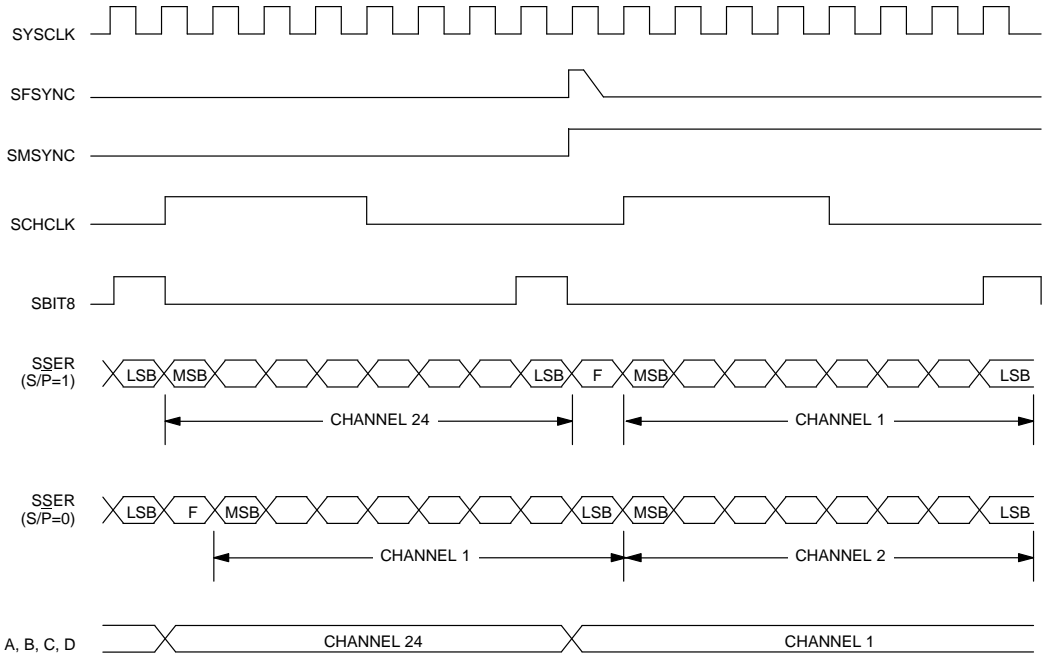 SYSCLK
SFSYNC
SMSYNC
SCHCLK
SBIT8
SSER
(S/P=1)
LSB MSB LSB F MSB LSB
CHANNEL 24 CHANNEL 1
SSER
(S/P=0)
LSB F MSB LSB MSB LSB
CHANNEL 1 CHANNEL 2
A, B, C, D CHANNEL 24 CHANNEL 1